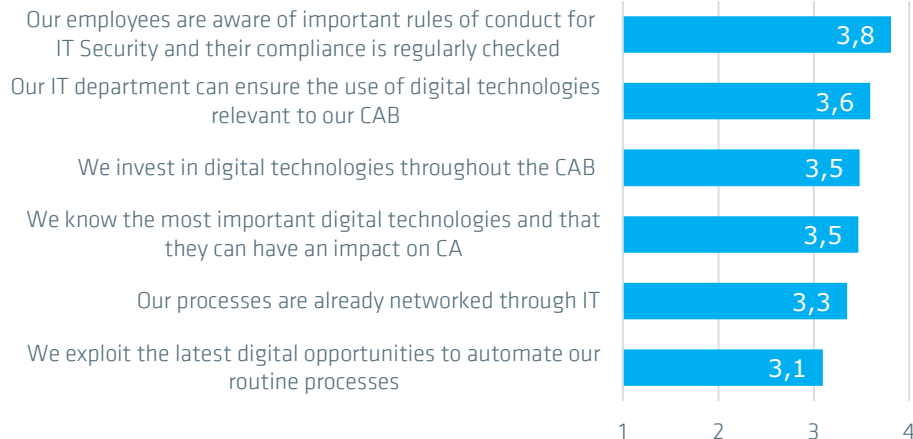 Our employees are aware of important rules of conduct for
IT Security and their compliance is regularly checked
3,8
Our IT department can ensure the use of digital technologies
relevant to our CAB
3,6
We invest in digital technologies throughout the CAB
3,5
We know the most important digital technologies and that
they can have an impact on CA
3,5
Our processes are already networked through IT
3,3
We exploit the latest digital opportunities to automate our
routine processes
3,1
1 2 3 4